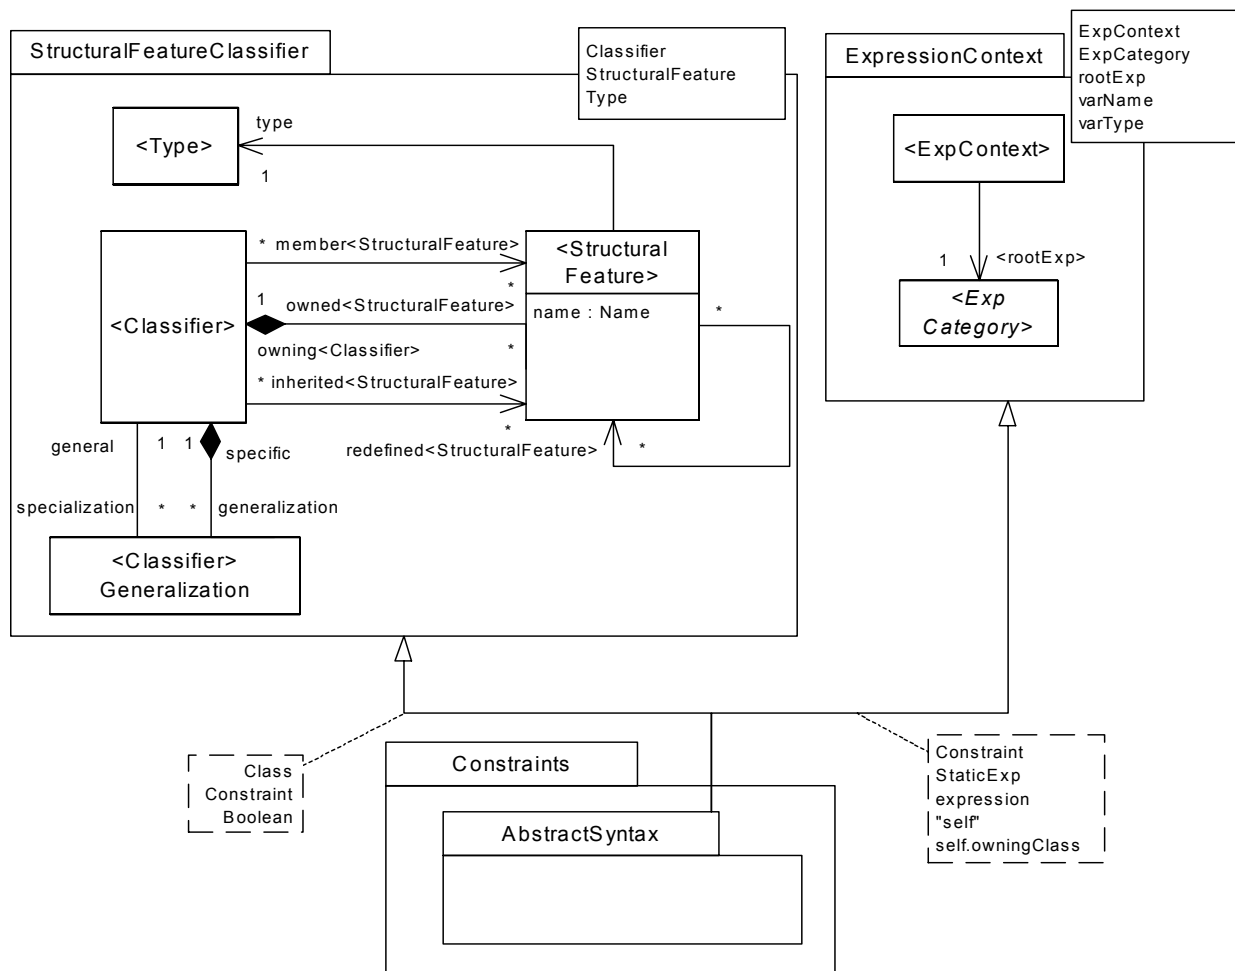 StructuralFeatureClassifier
Classifier
StructuralFeature
Type
<Type>
type
1
<Classifier>
* member<StructuralFeature>
*
1
owned<StructuralFeature>
owning<Classifier>
*
* inherited<StructuralFeature>
*
<Structural
Feature>
name : Name
*
redefined<StructuralFeature>
*
general
1
1
specific
specialization
*
*
generalization
<Classifier>
Generalization
ExpressionContext
ExpContext
ExpCategory
rootExp
varName
varType
<ExpContext>
1
<rootExp>
<Exp
Category>
Class
Constraint
Boolean
Constraints
AbstractSyntax
Constraint
StaticExp
expression
"self"
self.owningClass